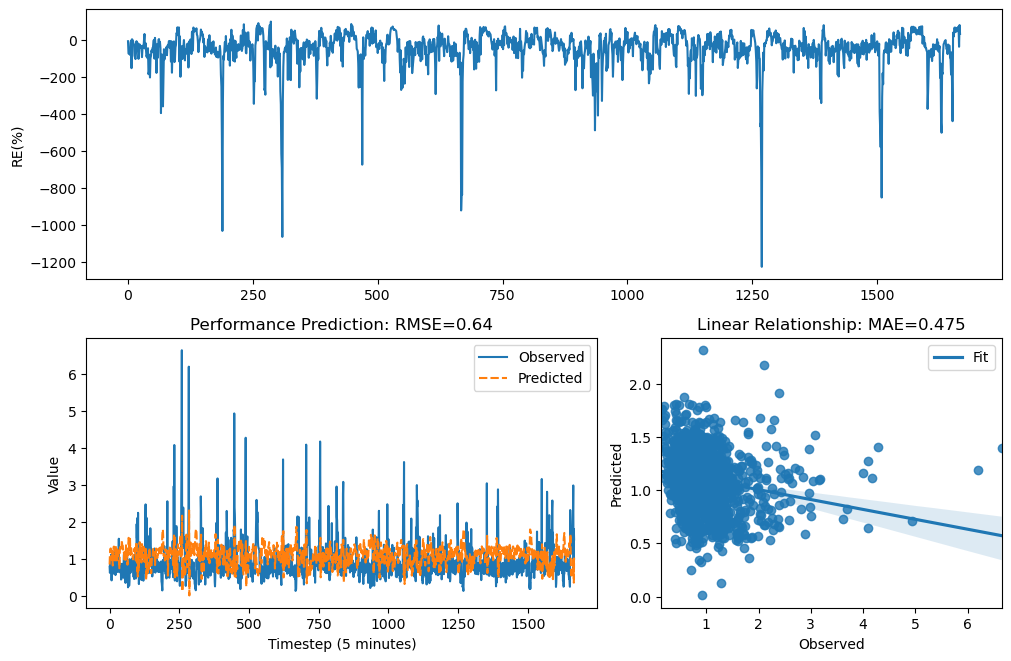 RE(%)
0
−200
−400
−600
−800
−1000
−1200
0 250 500 750 1000 1250 1500
Performance Prediction: RMSE=0.64
Value
6
5
4
3
2
1
0
Observed
Predicted
0 250 500 750 1000 1250 1500
Timestep (5 minutes)
Linear Relationship: MAE=0.475
Predicted
2.0
1.5
1.0
0.5
0.0
Fit
1 2 3 4 5 6
Observed